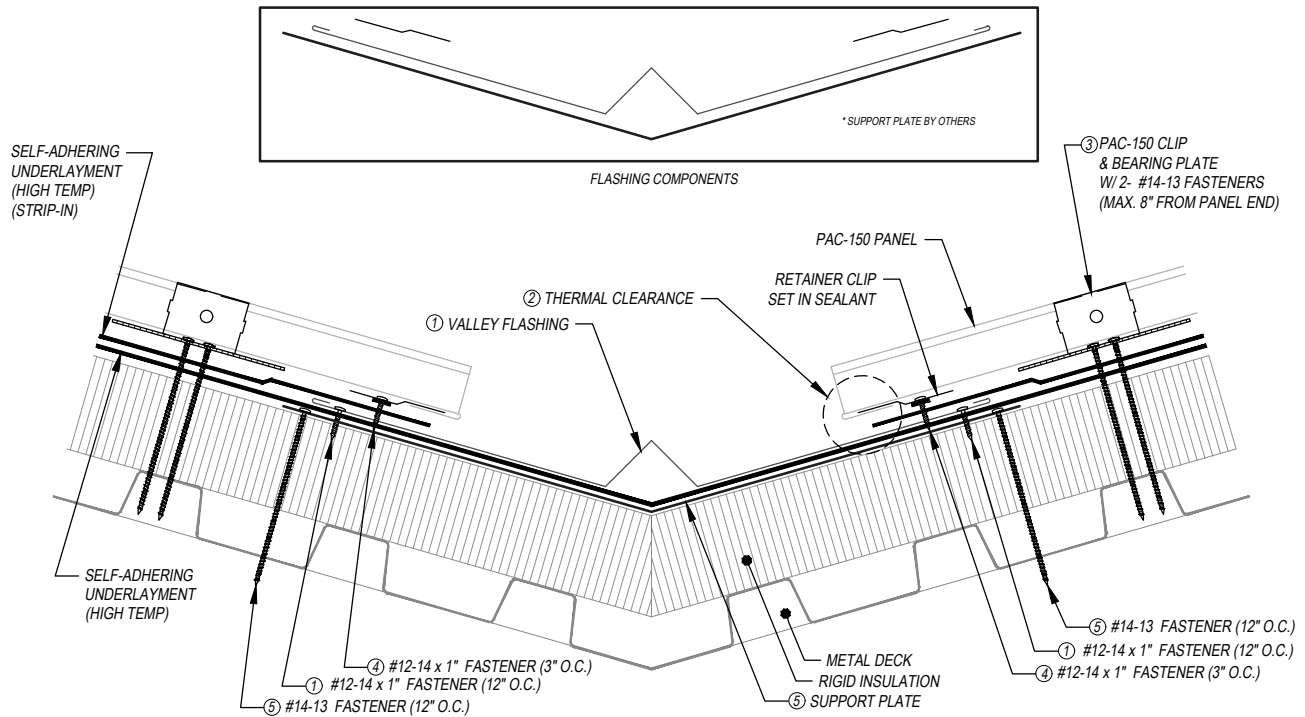 * SUPPORT PLATE BY OTHERS
FLASHING COMPONENTS
SELF-ADHERING
UNDERLAYMENT
(HIGH TEMP)
(STRIP-IN)
③ PAC-150 CLIP
& BEARING PLATE
W/ 2- #14-13 FASTENERS
(MAX. 8" FROM PANEL END)
PAC-150 PANEL
RETAINER CLIP
SET IN SEALANT
② THERMAL CLEARANCE
① VALLEY FLASHING
SELF-ADHERING
UNDERLAYMENT
(HIGH TEMP)
④ #12-14 x 1" FASTENER (3" O.C.)
① #12-14 x 1" FASTENER (12" O.C.)
⑤ #14-13 FASTENER (12" O.C.)
METAL DECK
RIGID INSULATION
⑤ SUPPORT PLATE
⑤ #14-13 FASTENER (12" O.C.)
① #12-14 x 1" FASTENER (12" O.C.)
④ #12-14 x 1" FASTENER (3" O.C.)